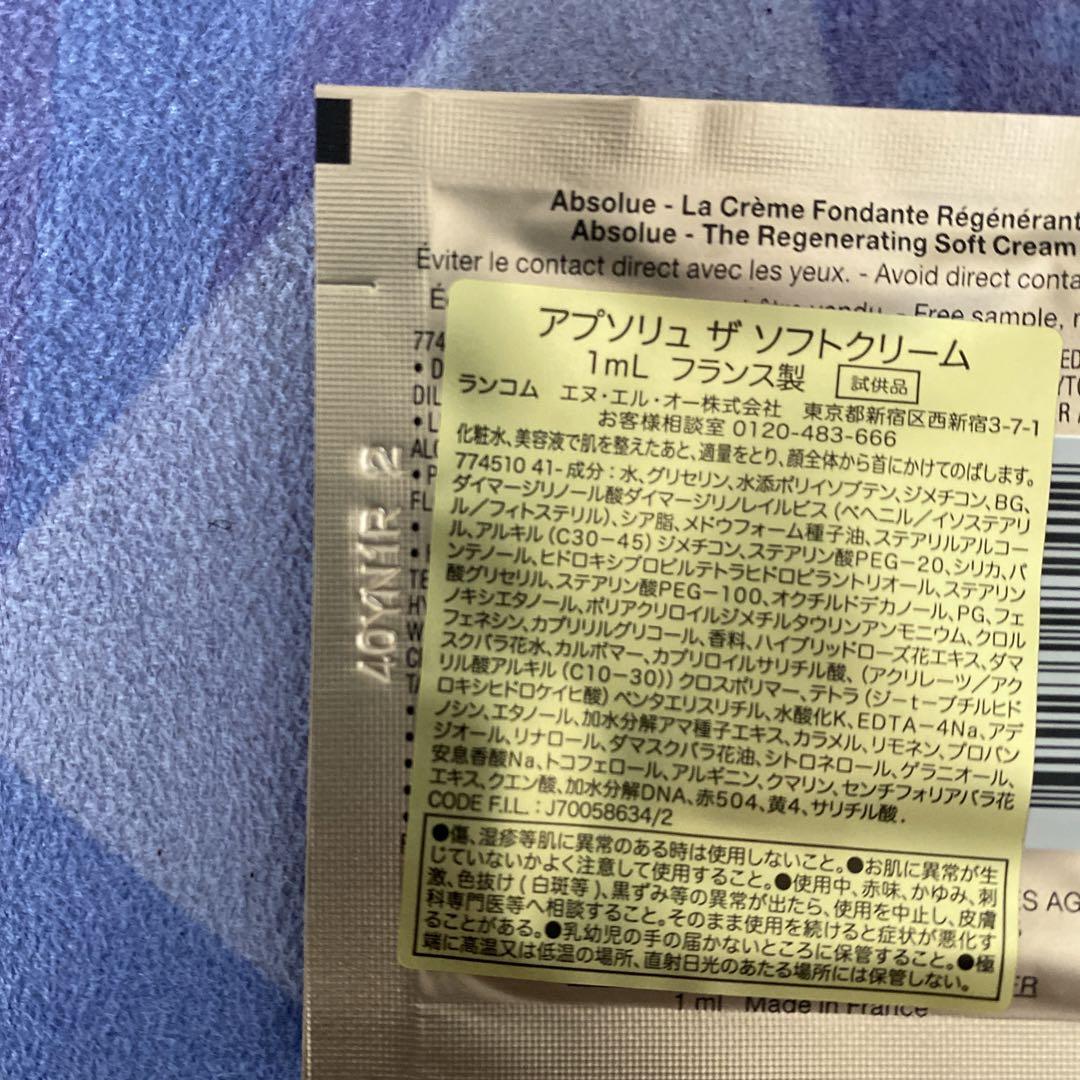 Absolue - La Crème Fondante Régénérant
Absolue - The Regenerating Soft Cream
Éviter le contact direct avec les yeux. - Avoid direct conta
Free sample,
アプソリュ ザ ソフトクリーム
1mL フランス製 試供品
ランコム エヌ・エル・オー株式会社 東京都新宿区西新宿3-7-1
お客様相談室 0120-483-666
化粧水、美容液で肌を整えたあと、適量をとり、顔全体から首にかけてのばします。
774510 41-成分：水、グリセリン、水添ポリイソブテン、ジメチコン、BG、
ダイマージリノール酸ダイマージリノレイルビス（ベヘニル／イソステアリ
ル／フィトステリル）、シア脂、メドウフォーム種子油、ステアリルアルコー
ル、アルキル（C30-45）ジメチコン、ステアリン酸PEG-20、シリカ、パ
ンテノール、ヒドロキシプロピルテトラヒドロピラントリオール、ステアリン
酸グリセリル、ステアリン酸PEG-100、オクチルドデカノール、PG、フェ
ノキシエタノール、ポリアクリロイルジメチルタウリンアンモニウム、クロル
フェネシン、カプリリルグリコール、香料、ハイブリッドローズ花エキス、ダマ
スクバラ花水、カルボマー、カプリロイルサリチル酸、（アクリレーツ／アク
リル酸アルキル（C10-30））クロスポリマー、テトラ（ジ-t-ブチルヒド
ロキシヒドロケイヒ酸）ペンタエリスリチル、水酸化K、EDTA-4Na、アデ
ノシン、エタノール、加水分解アマ種子エキス、カラメル、リモネン、プロパン
ジオール、リナロール、ダマスクバラ花油、シトロネロール、ゲラニオール、
安息香酸Na、トコフェロール、アルギニン、クマリン、センチフォリアバラ花
エキス、クエン酸、加水分解DNA、赤504、黄4、サリチル酸．
CODE F.I.L. : J70058634/2
●傷、湿疹等肌に異常のある時は使用しないこと。●お肌に異常が生
じていないかよく注意して使用すること。●使用中、赤味、かゆみ、刺
激、色抜け（白斑等）、黒ずみ等の異常が出たら、使用を中止し、皮膚
科専門医等へ相談すること。そのまま使用を続けると症状が悪化す
ることがある。●乳幼児の手の届かないところに保管すること。●極
端に高温又は低温の場所、直射日光のあたる場所には保管しない。
1 ml Made in France
40YN1R 2